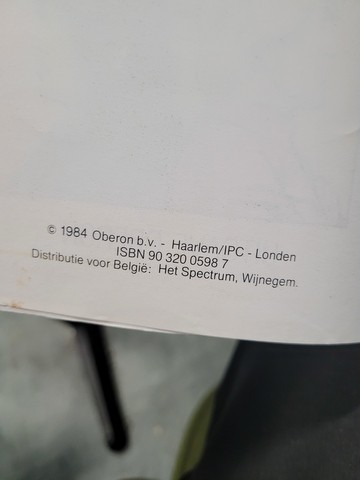 © 1984 Oberon b.v. - Haarlem/IPC - Londen
ISBN 90 320 0598 7
Distributie voor België: Het Spectrum, Wijnegem.